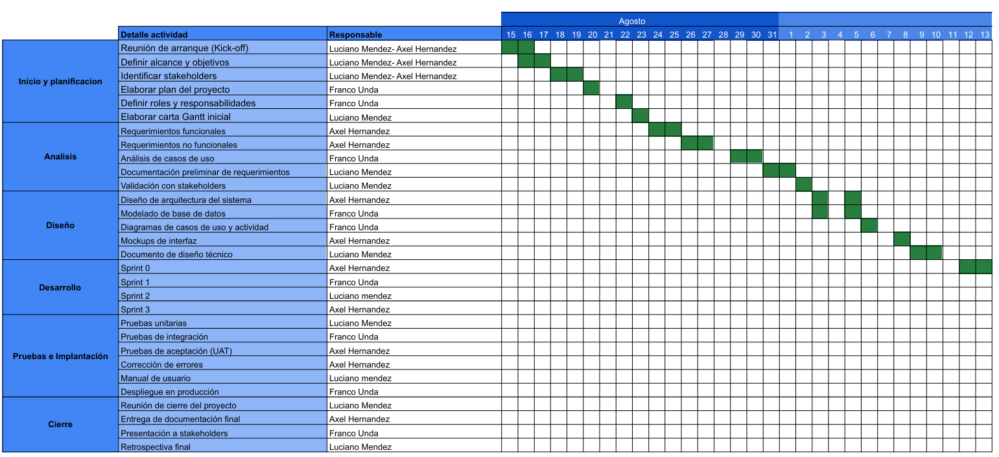 Agosto
Detalle actividad Responsable 15 16 17 18 19 20 21 22 23 24 25 26 27 28 29 30 31 1 2 3 4 5 6 7 8 9 10 11 12 13
Inicio y planificacion
Reunión de arranque (Kick-off) Luciano Mendez- Axel Hernandez
Definir alcance y objetivos Luciano Mendez- Axel Hernandez
Identificar stakeholders Luciano Mendez- Axel Hernandez
Elaborar plan del proyecto Franco Unda
Definir roles y responsabilidades Franco Unda
Elaborar carta Gantt inicial Luciano Mendez
Analisis
Requerimientos funcionales Axel Hernandez
Requerimientos no funcionales Axel Hernandez
Análisis de casos de uso Franco Unda
Documentación preliminar de requerimientos Luciano Mendez
Validación con stakeholders Luciano Mendez
Diseño
Diseño de arquitectura del sistema Axel Hernandez
Modelado de base de datos Franco Unda
Diagramas de casos de uso y actividad Franco Unda
Mockups de interfaz Axel Hernandez
Documento de diseño técnico Luciano Mendez
Desarrollo
Sprint 0 Axel Hernandez
Sprint 1 Franco Unda
Sprint 2 Luciano mendez
Sprint 3 Axel Hernandez
Pruebas e Implantación
Pruebas unitarias Luciano Mendez
Pruebas de integración Franco Unda
Pruebas de aceptación (UAT) Axel Hernandez
Corrección de errores Axel Hernandez
Manual de usuario Luciano mendez
Despliegue en producción Franco Unda
Cierre
Reunión de cierre del proyecto Luciano Mendez
Entrega de documentación final Axel Hernandez
Presentación a stakeholders Franco Unda
Retrospectiva final Luciano Mendez